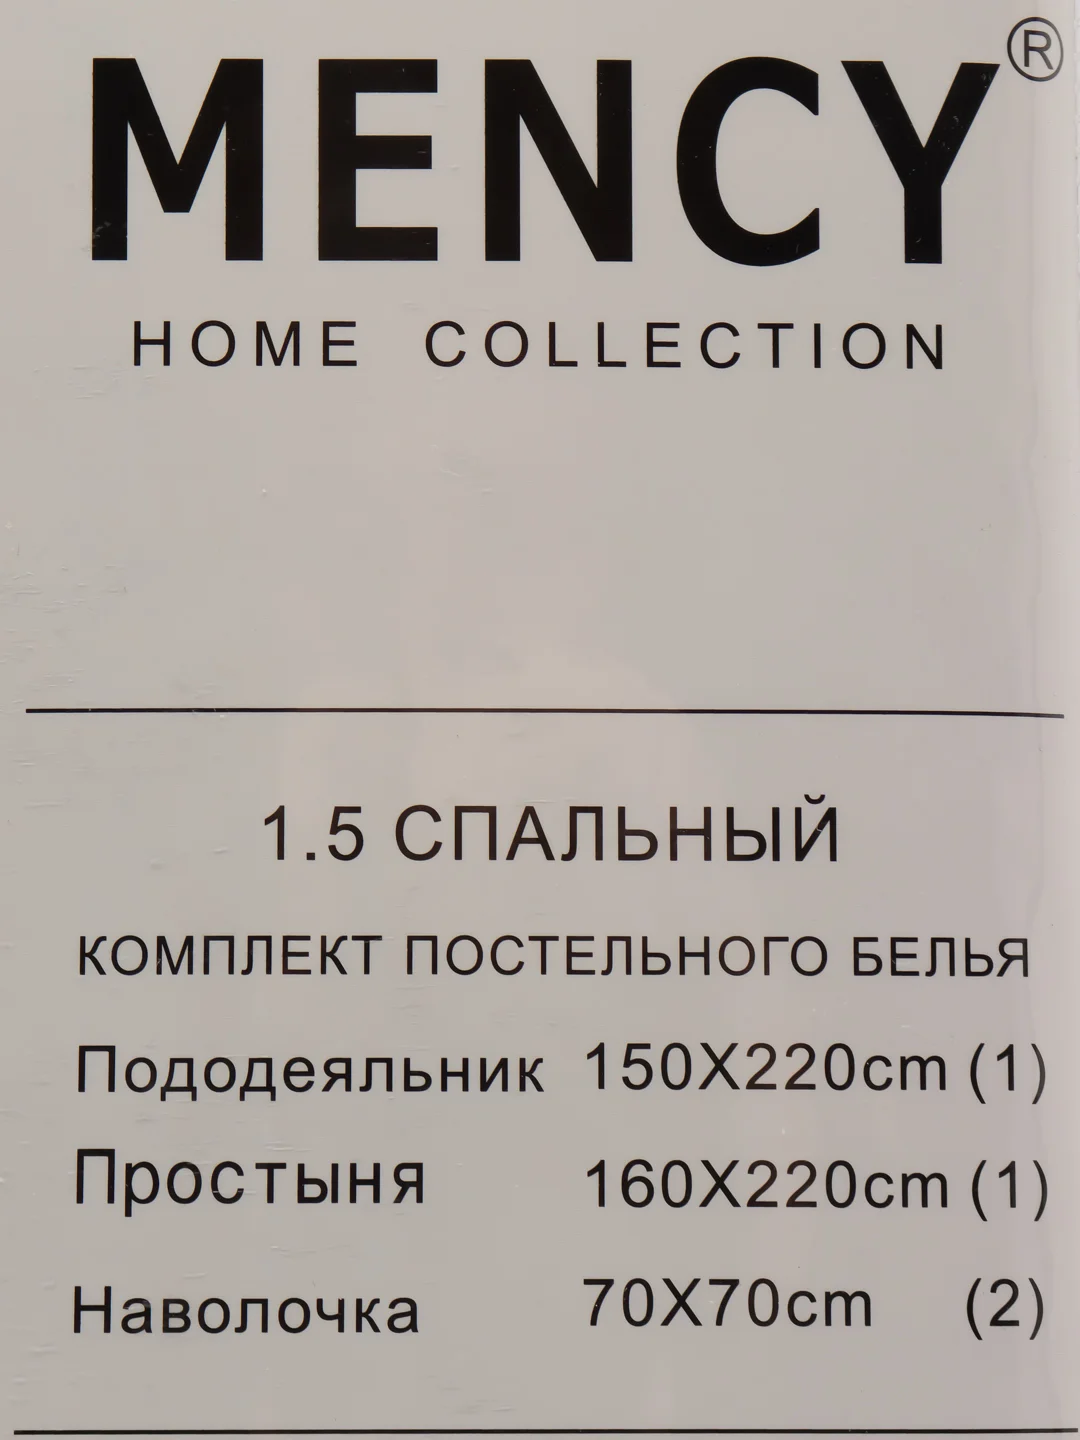 MENCY®
HOME COLLECTION
1.5 СПАЛЬНЫЙ
КОМПЛЕКТ ПОСТЕЛЬНОГО БЕЛЬЯ
Пододеяльник 150X220cm (1)
Простыня 160X220cm (1)
Наволочка 70X70cm (2)